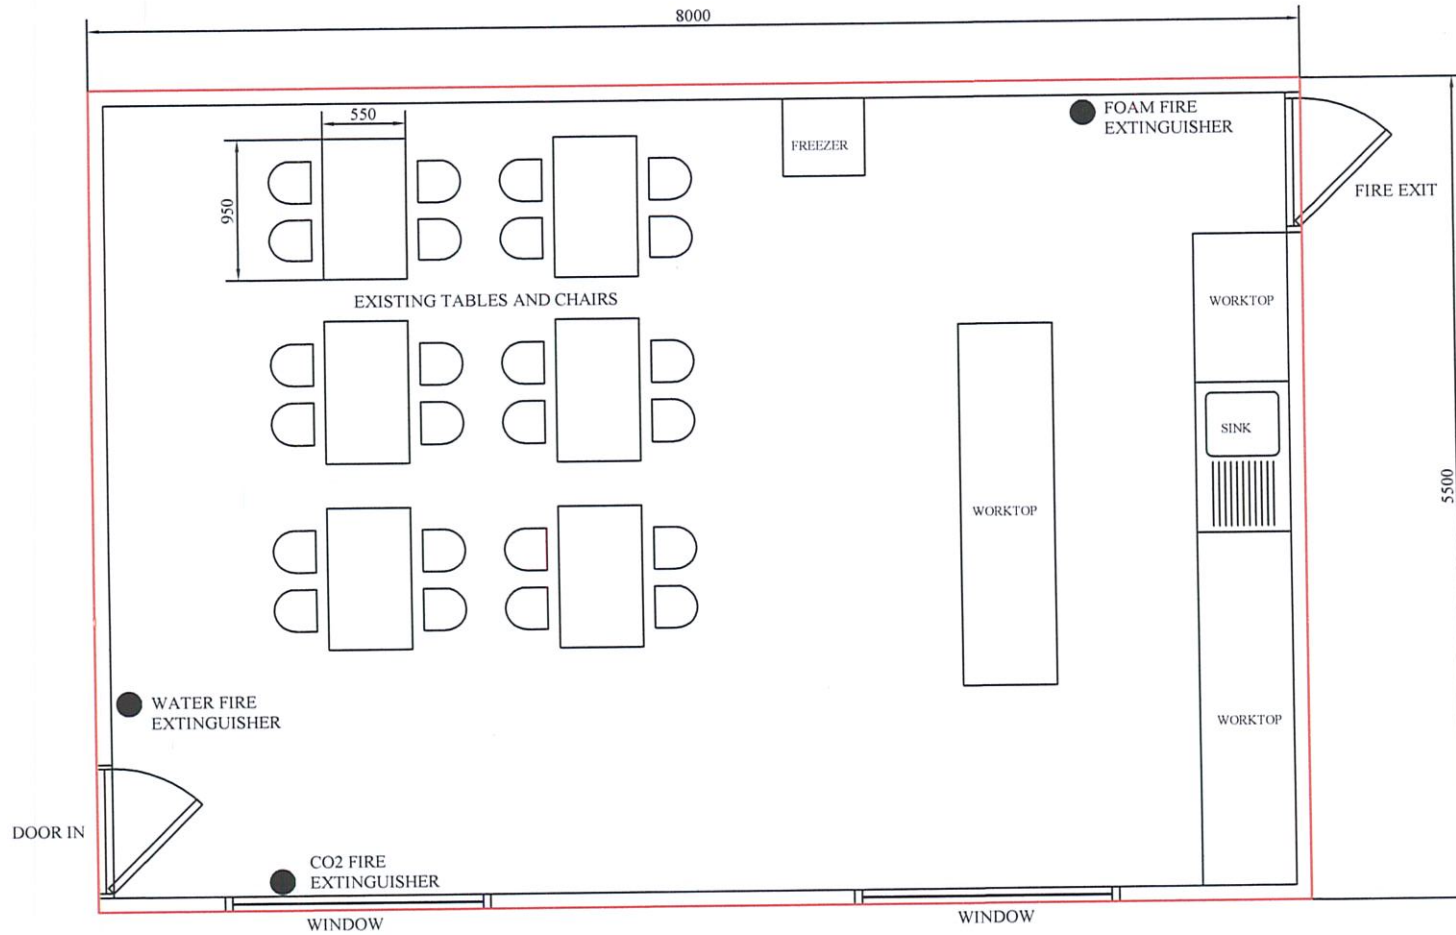 8000
FOAM FIRE
EXTINGUISHER
550
FREEZER
FIRE EXIT
950
EXISTING TABLES AND CHAIRS
WORKTOP
SINK
5500
WORKTOP
WATER FIRE
EXTINGUISHER
WORKTOP
DOOR IN
CO2 FIRE
EXTINGUISHER
WINDOW
WINDOW